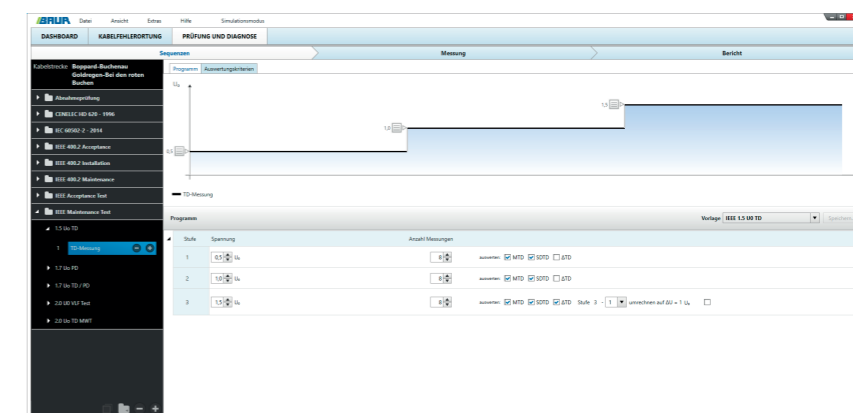 BAUR Datei Ansicht Extras Hilfe Simulationsmodus
DASHBOARD KABELFEHLERORTUNG PRÜFUNG UND DIAGNOSE
Sequenzen Messung Bericht
Kabelstrecke Boppard-Buchenau
Goldregen-Bei den roten
Buchen
Abnahmeprüfung
CENELEC HD 620 - 1996
IEC 60502-2 - 2014
IEEE 400.2 Acceptance
IEEE 400.2 Installation
IEEE 400.2 Maintenance
IEEE Acceptance Test
IEEE Maintenance Test
1.5 Uo TD
1 TD-Messung
1.7 Uo PD
1.7 Uo TD / PD
2.0 U0 VLF Test
2.0 Uo TD MWT
Programm Auswertungskriterien
U₀
1,5
1,0
0,5
TD-Messung
Programm Vorlage IEEE 1.5 U0 TD Speichern
Stufe Spannung Anzahl Messungen
1 0,5 U₀ 8 auswerten: MTD SDTD ΔTD
2 1,0 U₀ 8 auswerten: MTD SDTD ΔTD
3 1,5 U₀ 8 auswerten: MTD SDTD ΔTD Stufe 3 - 1 umrechnen auf ΔU = 1 U₀